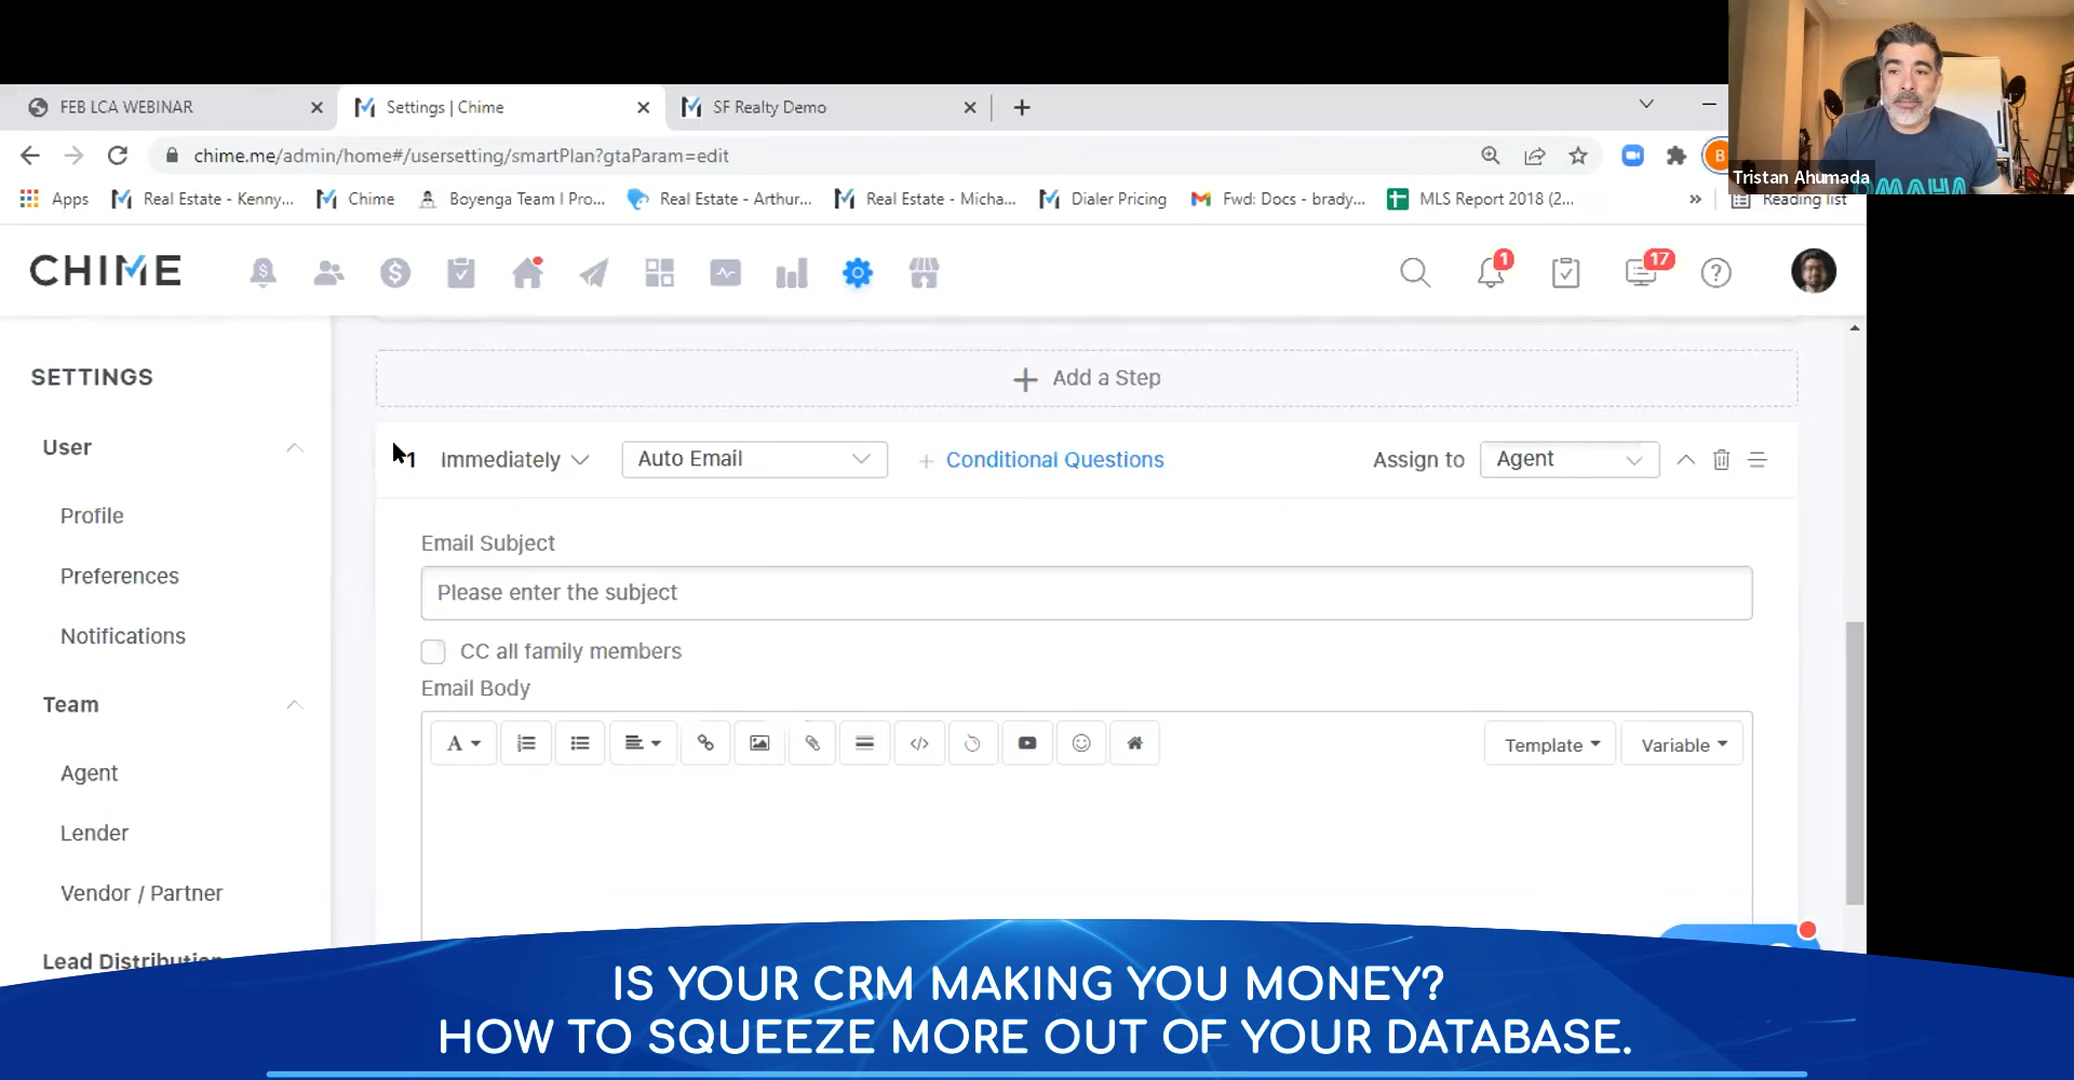 FEB LCA WEBINAR
Settings | Chime
SF Realty Demo
chime.me/admin/home#/usersetting/smartPlan?gtaParam=edit
B
Tristan Ahumada
OMAHA
Apps
Real Estate - Kenny...
Chime
Boyenga Team | Pro...
Real Estate - Arthur...
Real Estate - Micha...
Dialer Pricing
Fwd: Docs - brady...
MLS Report 2018 (2...
»
Reading list
CHIME
1
17
SETTINGS
User
Profile
Preferences
Notifications
Team
Agent
Lender
Vendor / Partner
Lead Distribution
+ Add a Step
1 Immediately Auto Email + Conditional Questions Assign to Agent
Email Subject
Please enter the subject
CC all family members
Email Body
A
Template Variable
IS YOUR CRM MAKING YOU MONEY?
HOW TO SQUEEZE MORE OUT OF YOUR DATABASE.